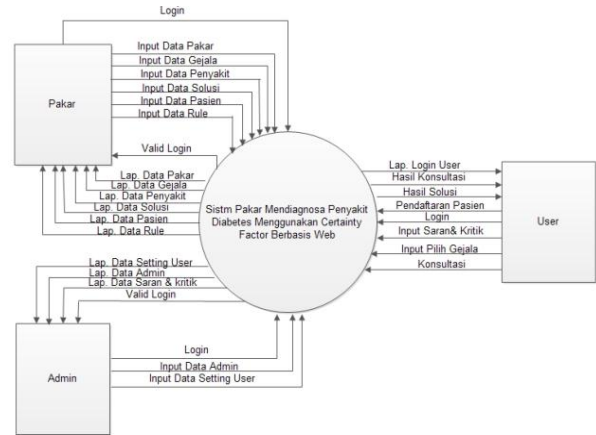 Login
Input Data Pakar
Input Data Gejala
Input Data Penyakit
Input Data Solusi
Input Data Pasien
Input Data Rule
Pakar
Valid Login
Lap. Data Pakar
Lap. Data Gejala
Lap. Data Penyakit
Lap. Data Solusi
Lap. Data Pasien
Lap. Data Rule
Sistm Pakar Mendiagnosa Penyakit
Diabetes Menggunakan Certainty
Factor Berbasis Web
Lap. Login User
Hasil Konsultasi
Hasil Solusi
Pendaftaran Pasien
Login
Input Saran& Kritik
Input Pilih Gejala
Konsultasi
User
Lap. Data Setting User
Lap. Data Admin
Lap. Data Saran & kritik
Valid Login
Admin
Login
Input Data Admin
Input Data Setting User